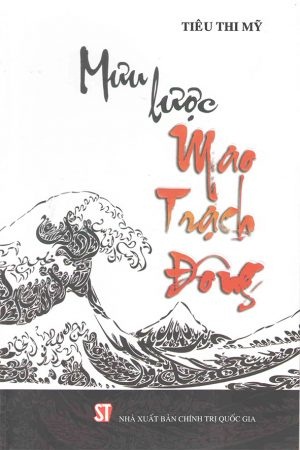 TIÊU THI MỸ
Mưu
lược
Mao
Trạch
Đông
ST
NHÀ XUẤT BẢN CHÍNH TRỊ QUỐC GIA